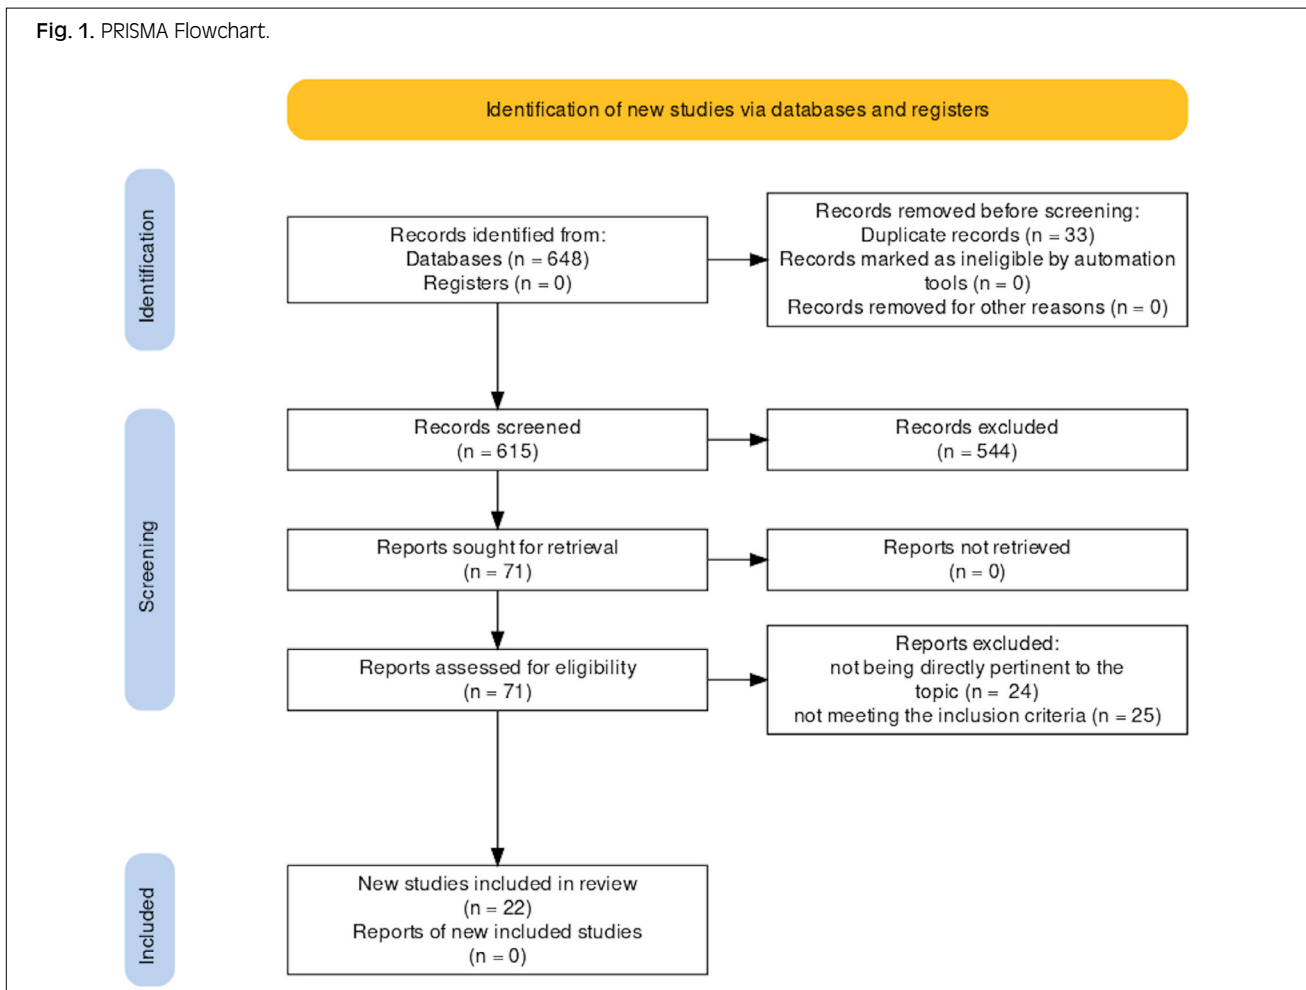 Fig. 1. PRISMA Flowchart.
Identification of new studies via databases and registers
Identification
Records identified from:
Databases (n = 648)
Registers (n = 0)
Records removed before screening:
Duplicate records (n = 33)
Records marked as ineligible by automation
tools (n = 0)
Records removed for other reasons (n = 0)
Screening
Records screened
(n = 615)
Records excluded
(n = 544)
Reports sought for retrieval
(n = 71)
Reports not retrieved
(n = 0)
Reports assessed for eligibility
(n = 71)
Reports excluded:
not being directly pertinent to the
topic (n = 24)
not meeting the inclusion criteria (n = 25)
Included
New studies included in review
(n = 22)
Reports of new included studies
(n = 0)